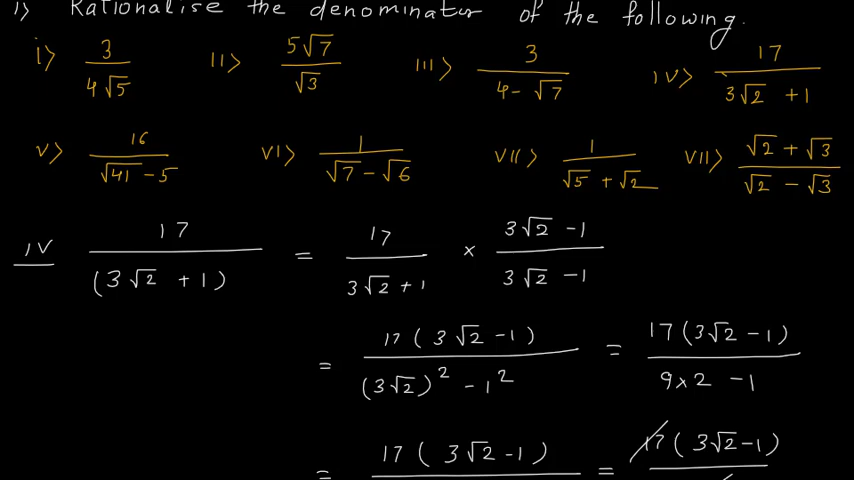 1) Rationalise the denominator of the following.
i> 3/(4√5) ii> 5√7/√3 iii> 3/(4-√7) iv> 17/(3√2 + 1)
v> 16/(√41 - 5) vi> 1/(√7 - √6) vii> 1/(√5 + √2) vii> (√2 + √3)/(√2 - √3)
iv 17/(3√2 + 1) = 17/(3√2 + 1) × (3√2 - 1)/(3√2 - 1)
= 17(3√2 - 1)/((3√2)² - 1²) = 17(3√2 - 1)/(9×2 - 1)
= 17(3√2 - 1) = 17(3√2 - 1)